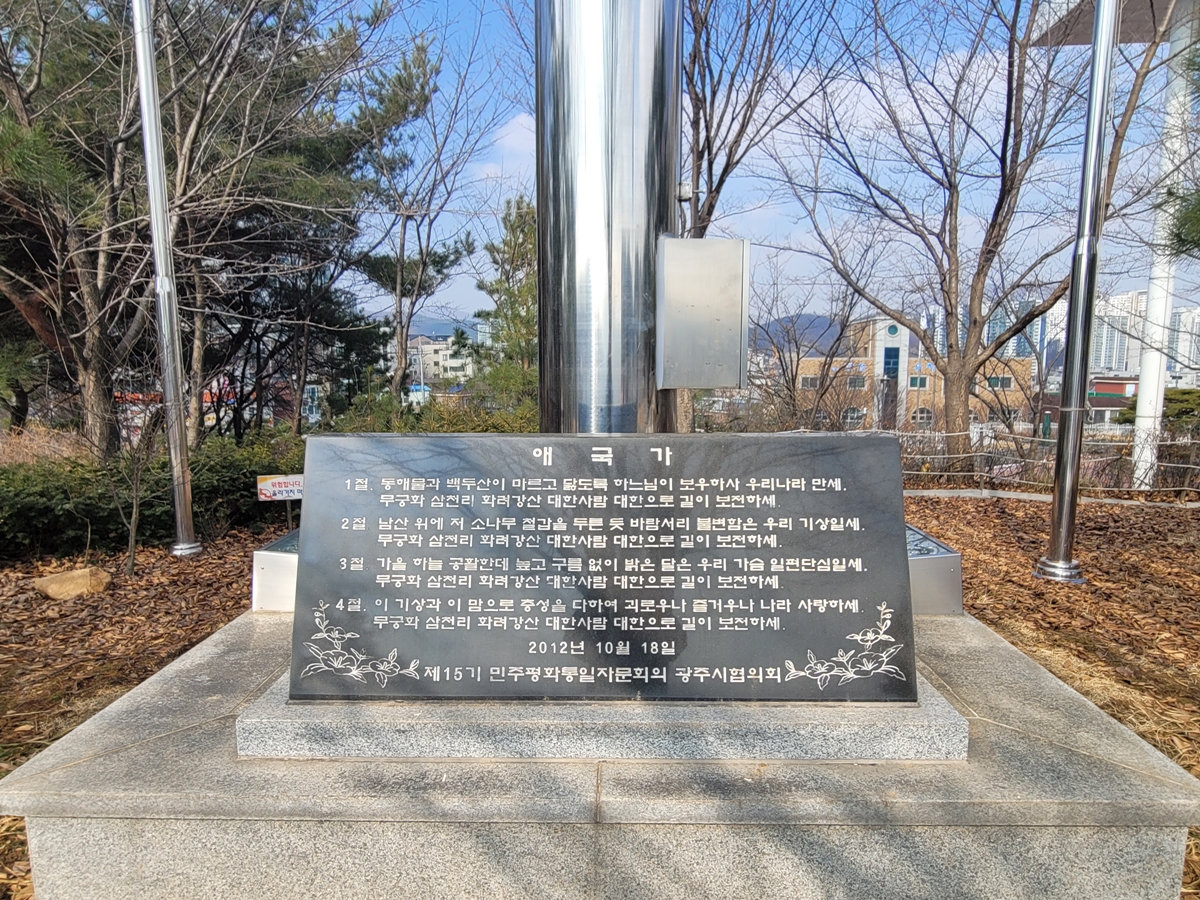 애 국 가
1절. 동해물과 백두산이 마르고 닳도록 하느님이 보우하사 우리나라 만세.
무궁화 삼천리 화려강산 대한사람 대한으로 길이 보전하세.
2절. 남산 위에 저 소나무 철갑을 두른 듯 바람서리 불변함은 우리 기상일세.
무궁화 삼천리 화려강산 대한사람 대한으로 길이 보전하세.
3절. 가을 하늘 공활한데 높고 구름 없이 밝은 달은 우리 가슴 일편단심일세.
무궁화 삼천리 화려강산 대한사람 대한으로 길이 보전하세.
4절. 이 기상과 이 맘으로 충성을 다하여 괴로우나 즐거우나 나라 사랑하세.
무궁화 삼천리 화려강산 대한사람 대한으로 길이 보전하세.
2012년 10월 18일
제15기 민주평화통일자문회의 광주시협의회
위험합니다.
올라가지 마